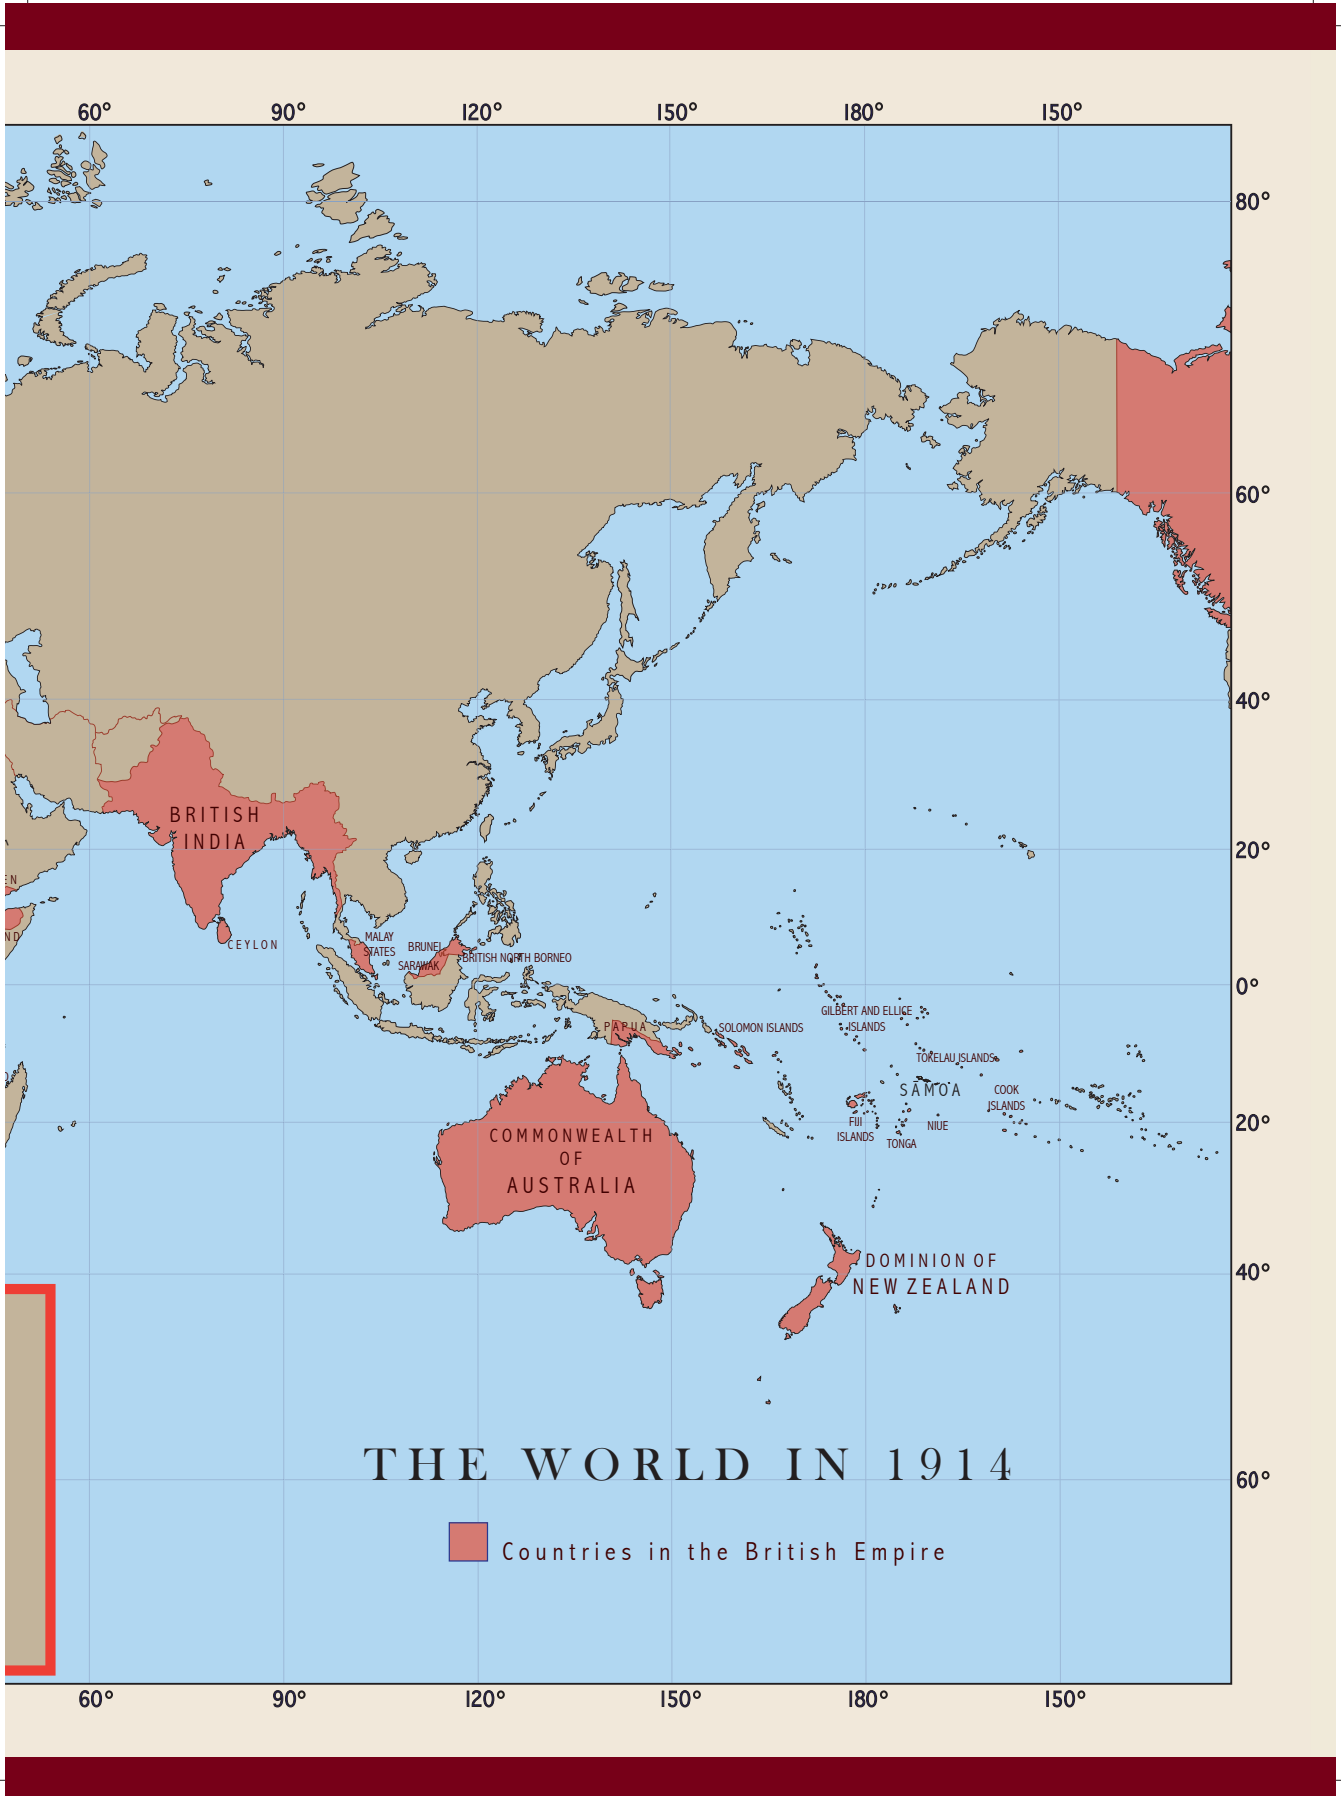 60° 90° 120° 150° 180° 150°
80°
60°
40°
BRITISH
INDIA
20°
EN
ND
CEYLON
MALAY
STATES
BRUNEI
SARAWAK
BRITISH NORTH BORNEO
0°
GILBERT AND ELLICE
ISLANDS
PAPUA
SOLOMON ISLANDS
TOKELAU ISLANDS
SĀMOA
COOK
ISLANDS
FIJI
ISLANDS
TONGA
NIUE
20°
COMMONWEALTH
OF
AUSTRALIA
DOMINION OF
NEW ZEALAND
40°
THE WORLD IN 1914
60°
Countries in the British Empire
60° 90° 120° 150° 180° 150°